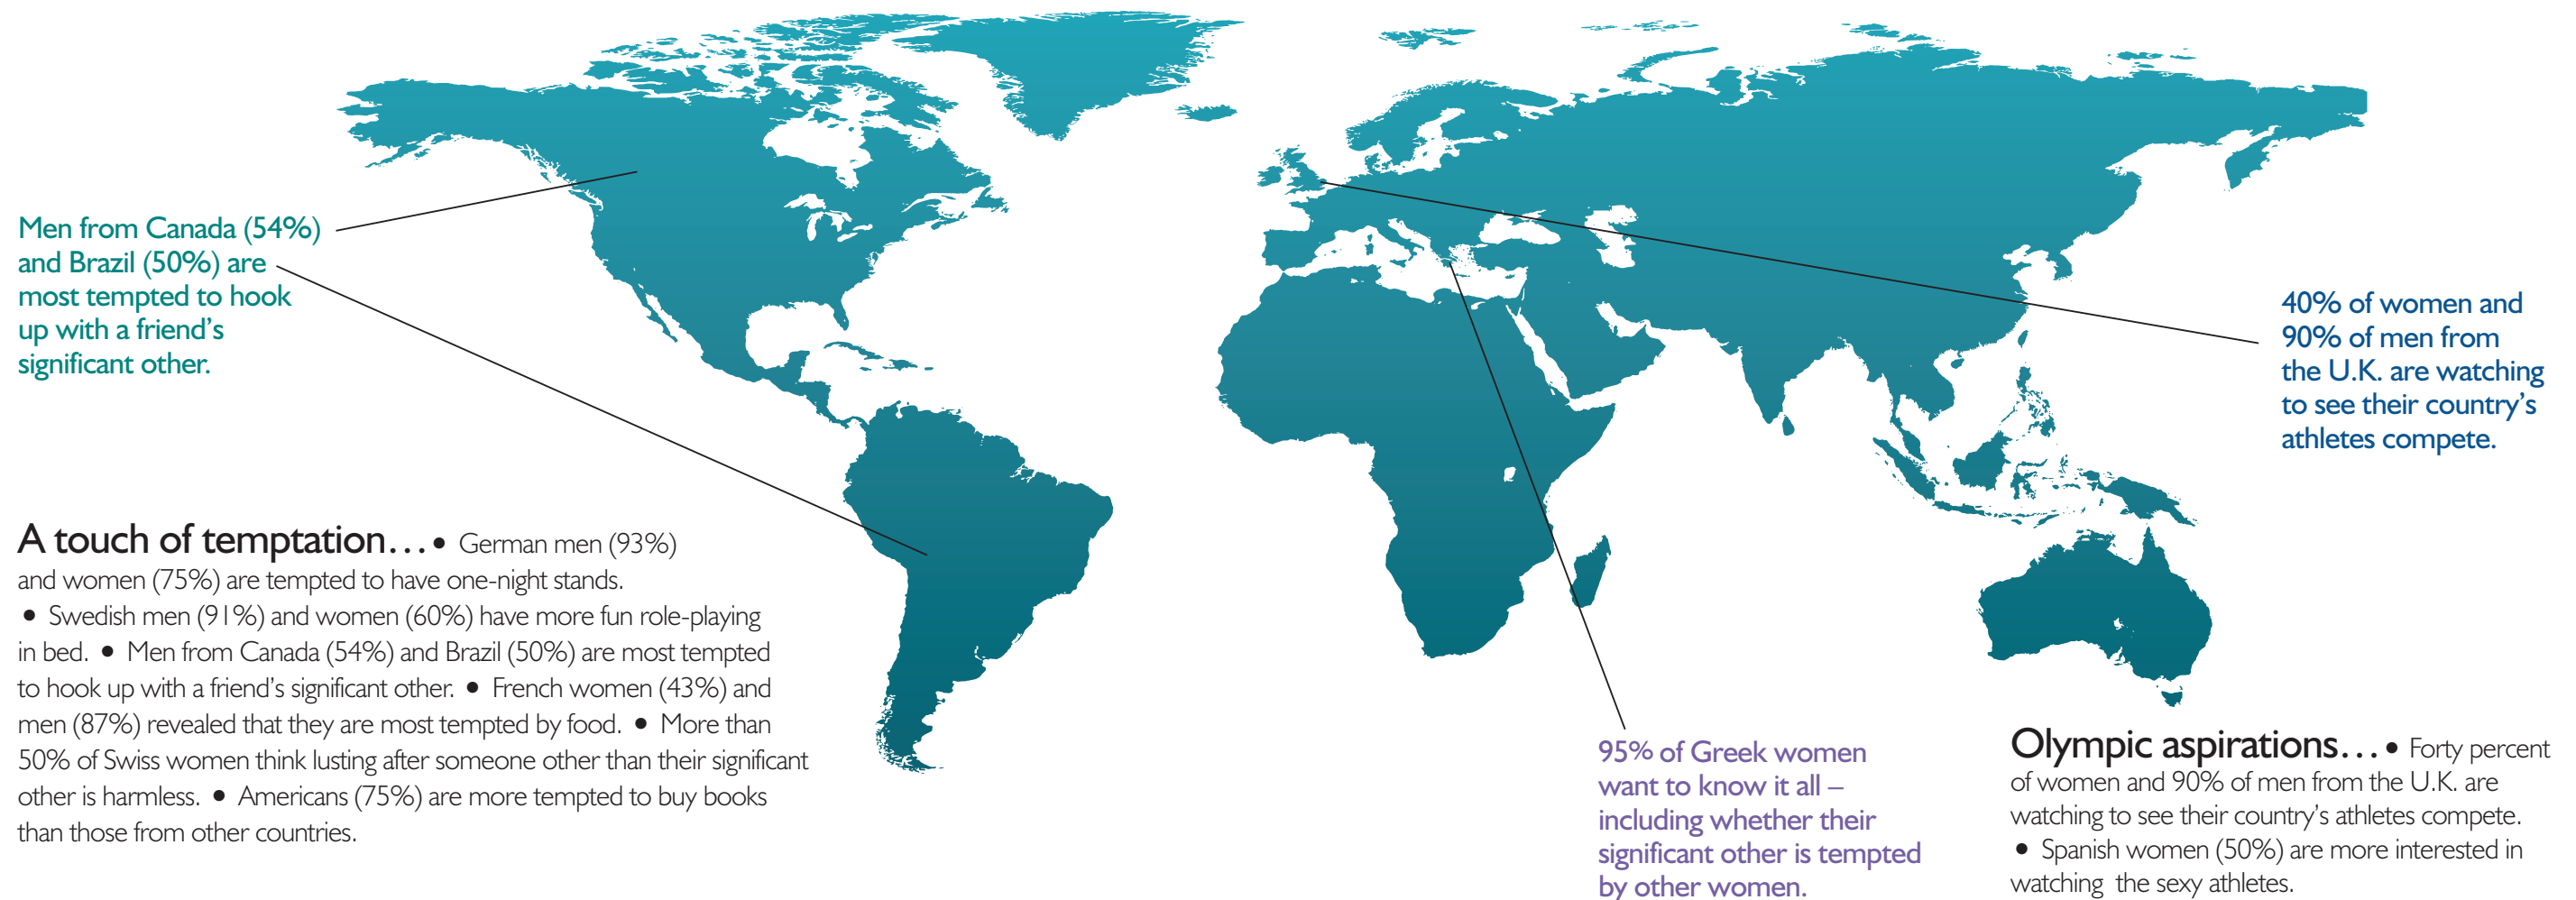 Men from Canada (54%)
and Brazil (50%) are
most tempted to hook
up with a friend’s
significant other.
40% of women and
90% of men from
the U.K. are watching
to see their country’s
athletes compete.
A touch of temptation…• German men (93%)
and women (75%) are tempted to have one-night stands.
• Swedish men (91%) and women (60%) have more fun role-playing
in bed. • Men from Canada (54%) and Brazil (50%) are most tempted
to hook up with a friend’s significant other. • French women (43%) and
men (87%) revealed that they are most tempted by food. • More than
50% of Swiss women think lusting after someone other than their significant
other is harmless. • Americans (75%) are more tempted to buy books
than those from other countries.
95% of Greek women
want to know it all –
including whether their
significant other is tempted
by other women.
Olympic aspirations…• Forty percent
of women and 90% of men from the U.K. are
watching to see their country’s athletes compete.
• Spanish women (50%) are more interested in
watching the sexy athletes.